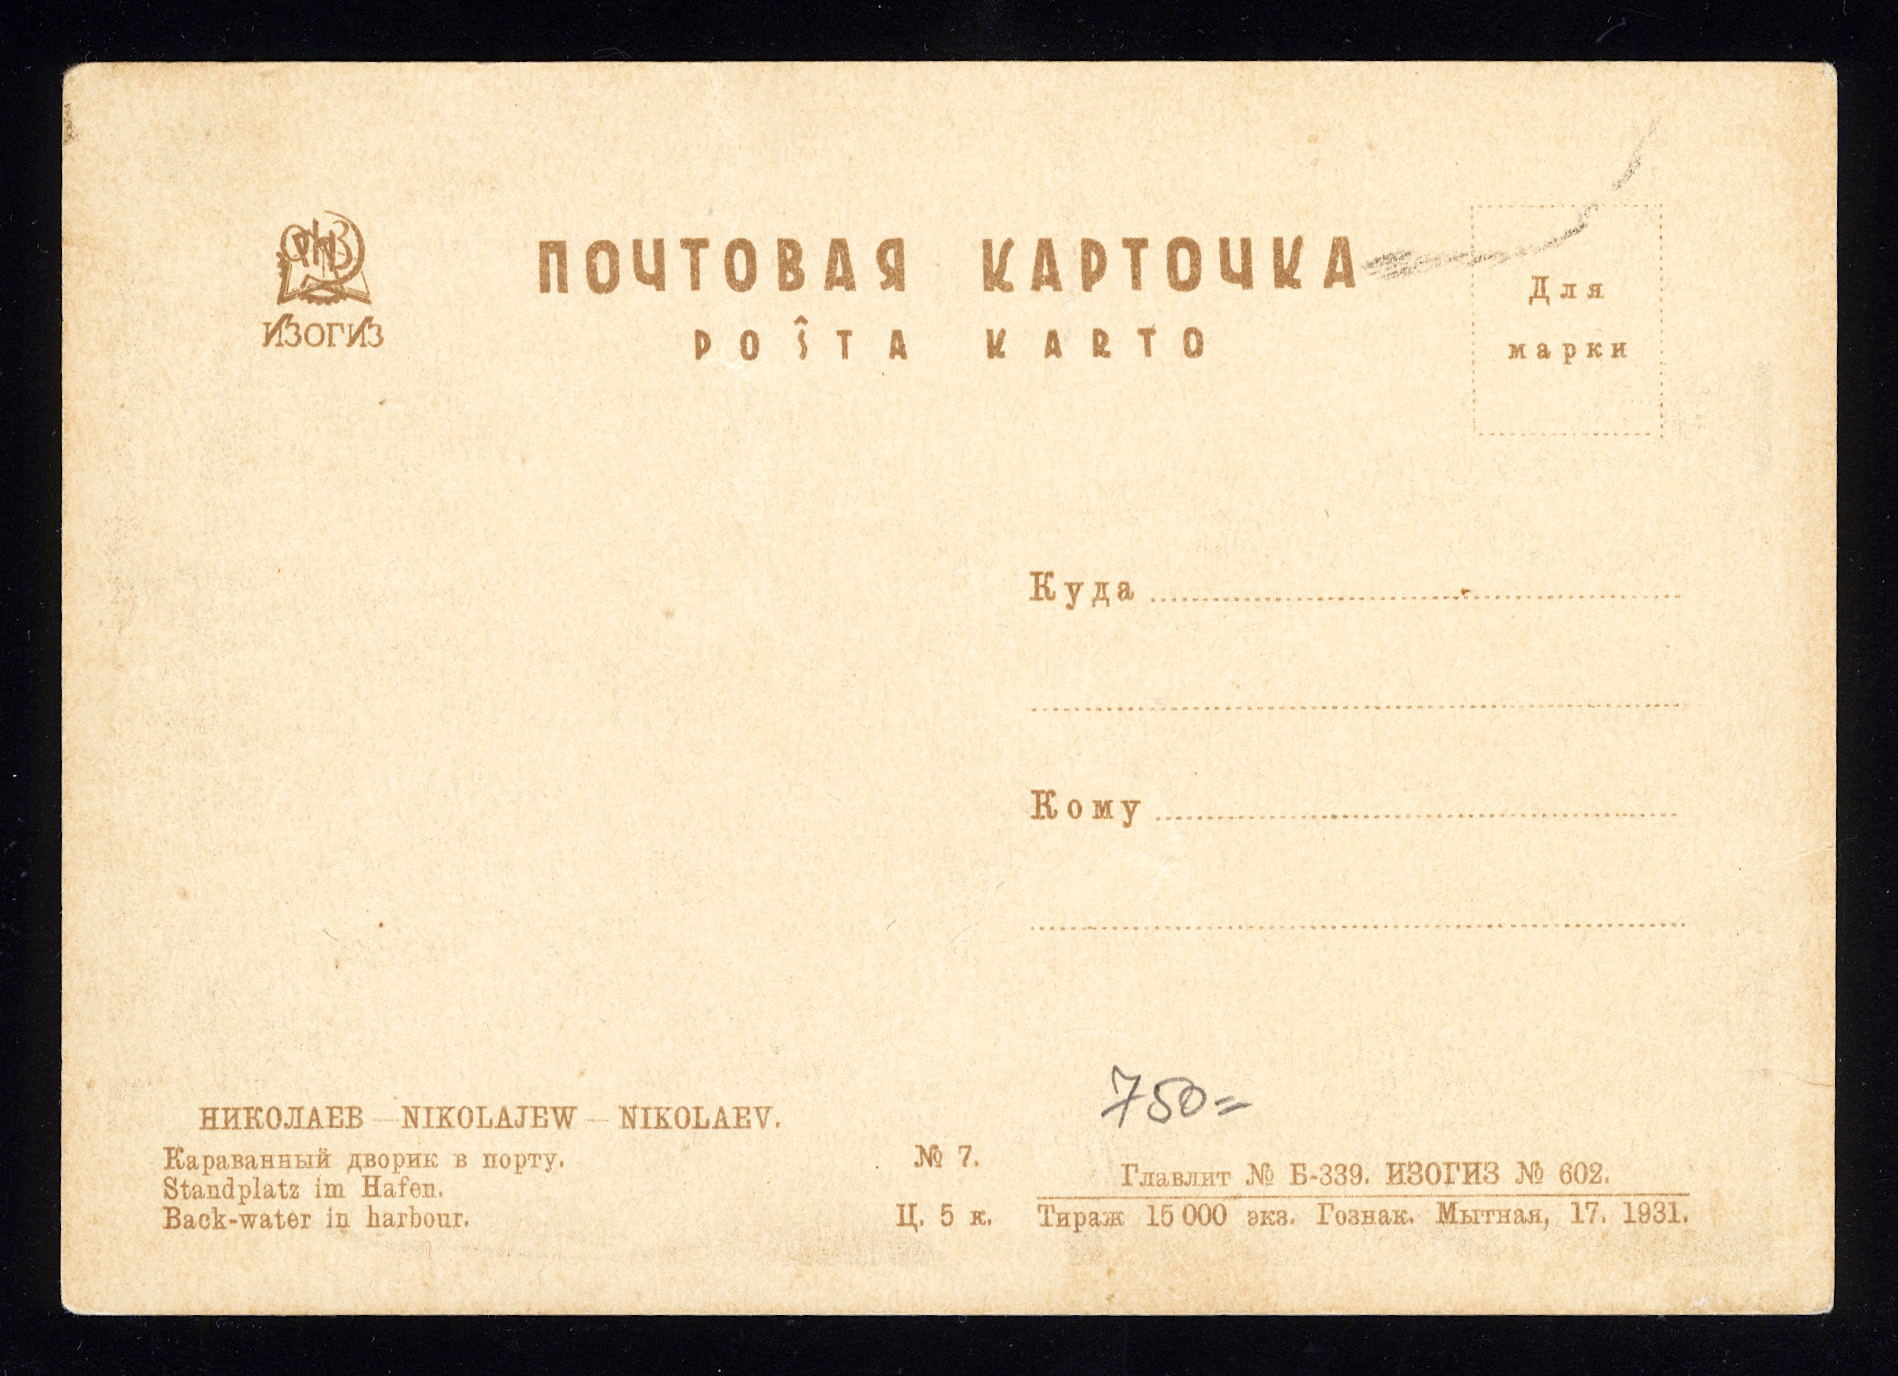 ИЗОГИЗ
ПОЧТОВАЯ КАРТОЧКА
POŜTA KARTO
Для
марки
Куда
Кому
750=
НИКОЛАЕВ — NIKOLAJEW — NIKOLAEV.
Караванный дворик в порту.
Standplatz im Hafen.
Back-water in harbour.
№ 7.
Ц. 5 к.
Главлит № Б-339. ИЗОГИЗ № 602.
Тираж 15 000 экз. Гознак. Мытная, 17. 1931.